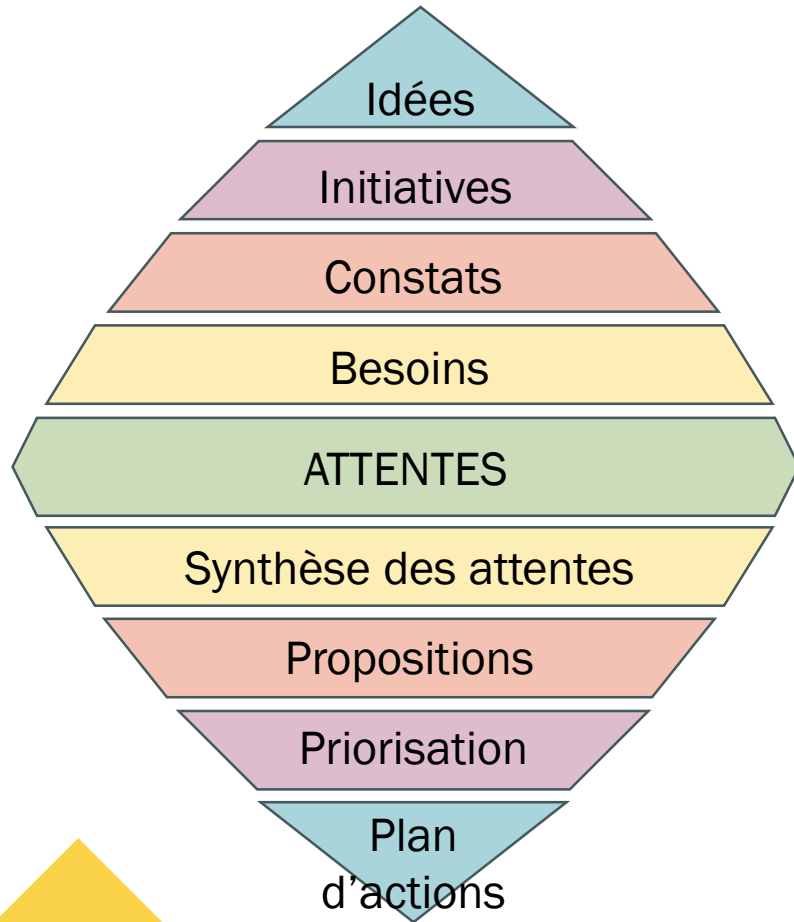 Idées
Initiatives
Constats
Besoins
ATTENTES
Synthèse des attentes
Propositions
Priorisation
Plan
d’actions